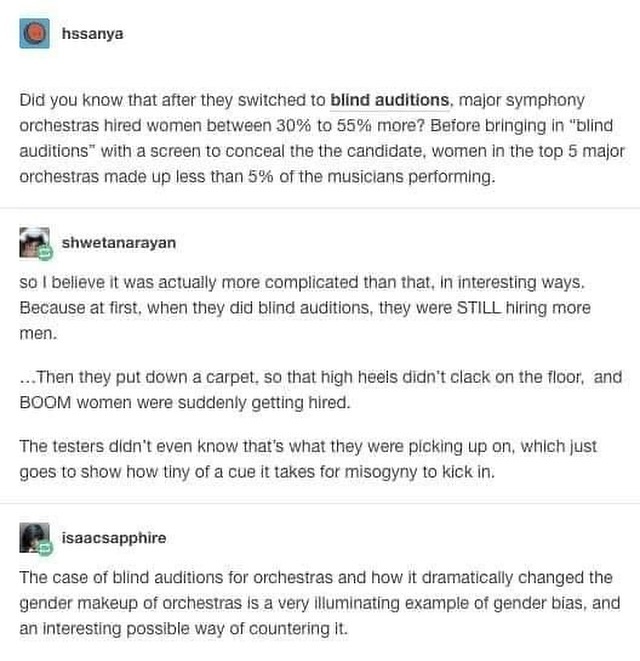 hssanya
Did you know that after they switched to blind auditions, major symphony
orchestras hired women between 30% to 55% more? Before bringing in "blind
auditions" with a screen to conceal the the candidate, women in the top 5 major
orchestras made up less than 5% of the musicians performing.
shwetanarayan
so I believe it was actually more complicated than that, in interesting ways.
Because at first, when they did blind auditions, they were STILL hiring more
men.
...Then they put down a carpet, so that high heels didn't clack on the floor, and
BOOM women were suddenly getting hired.
The testers didn't even know that's what they were picking up on, which just
goes to show how tiny of a cue it takes for misogyny to kick in.
isaacsapphire
The case of blind auditions for orchestras and how it dramatically changed the
gender makeup of orchestras is a very illuminating example of gender bias, and
an interesting possible way of countering it.